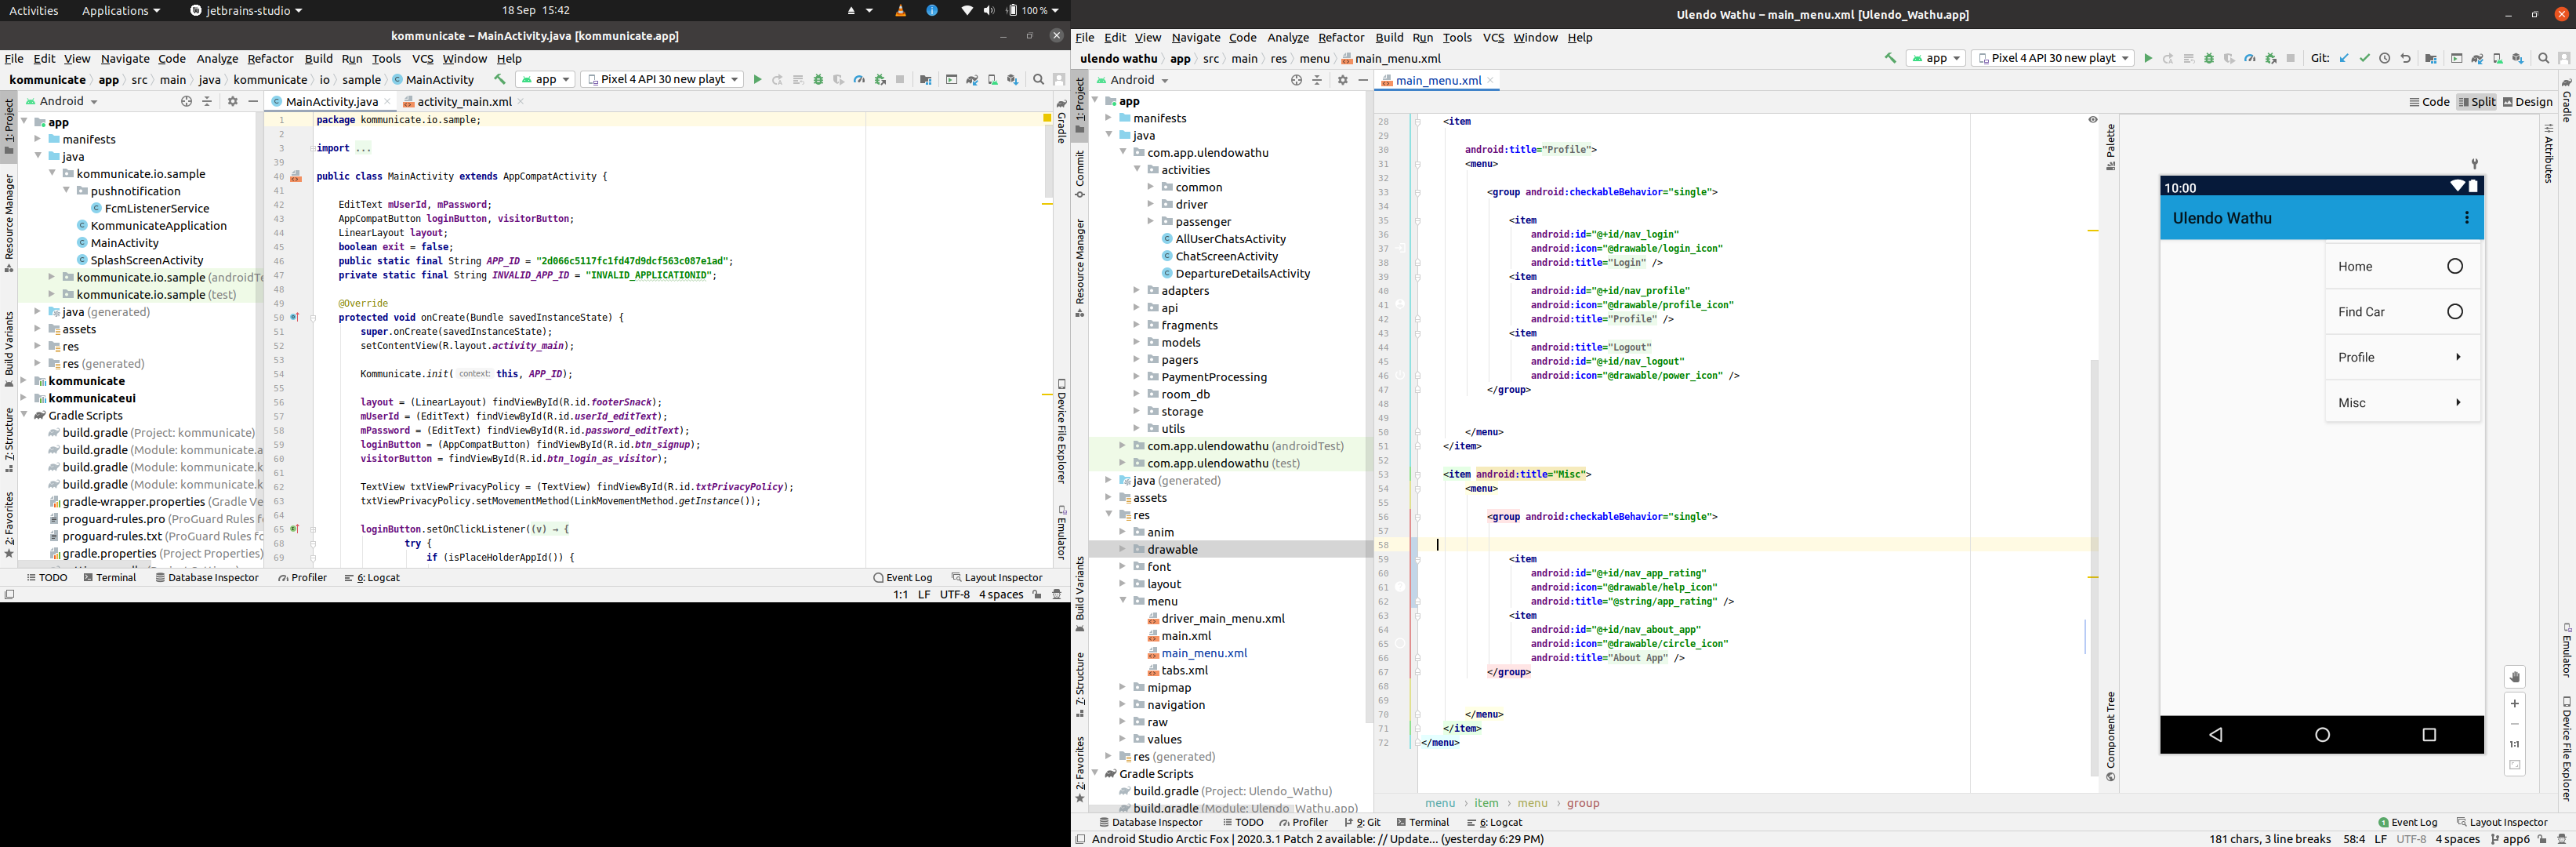 Activities Applications jetbrains-studio 18 Sep 15:42 100 %
kommunicate – MainActivity.java [kommunicate.app]
File Edit View Navigate Code Analyze Refactor Build Run Tools VCS Window Help
kommunicate app src main java kommunicate io sample MainActivity app Pixel 4 API 30 new playt
Android MainActivity.java activity_main.xml
1: Project
Resource Manager
Build Variants
7: Structure
2: Favorites
app
manifests
java
kommunicate.io.sample
pushnotification
FcmListenerService
KommunicateApplication
MainActivity
SplashScreenActivity
kommunicate.io.sample (androidTe
kommunicate.io.sample (test)
java (generated)
assets
res
res (generated)
kommunicate
kommunicateui
Gradle Scripts
build.gradle (Project: kommunicate)
build.gradle (Module: kommunicate.a
build.gradle (Module: kommunicate.k
build.gradle (Module: kommunicate.k
gradle-wrapper.properties (Gradle Ve
proguard-rules.pro (ProGuard Rules f
proguard-rules.txt (ProGuard Rules fo
gradle.properties (Project Properties)
1 package kommunicate.io.sample;
2
3 import ...
39
40 public class MainActivity extends AppCompatActivity {
41
42 EditText mUserId, mPassword;
43 AppCompatButton loginButton, visitorButton;
44 LinearLayout layout;
45 boolean exit = false;
46 public static final String APP_ID = "2d066c5117fc1fd47d9dcf563c087e1ad";
47 private static final String INVALID_APP_ID = "INVALID_APPLICATIONID";
48
49 @Override
50 protected void onCreate(Bundle savedInstanceState) {
51 super.onCreate(savedInstanceState);
52 setContentView(R.layout.activity_main);
53
54 Kommunicate.init( context: this, APP_ID);
55
56 layout = (LinearLayout) findViewById(R.id.footerSnack);
57 mUserId = (EditText) findViewById(R.id.userId_editText);
58 mPassword = (EditText) findViewById(R.id.password_editText);
59 loginButton = (AppCompatButton) findViewById(R.id.btn_signup);
60 visitorButton = findViewById(R.id.btn_login_as_visitor);
61
62 TextView txtViewPrivacyPolicy = (TextView) findViewById(R.id.txtPrivacyPolicy);
63 txtViewPrivacyPolicy.setMovementMethod(LinkMovementMethod.getInstance());
64
65 loginButton.setOnClickListener((v) → {
68 try {
69 if (isPlaceHolderAppId()) {
Gradle
Device File Explorer
Emulator
TODO Terminal Database Inspector Profiler 6: Logcat Event Log Layout Inspector
1:1 LF UTF-8 4 spaces
Ulendo Wathu – main_menu.xml [Ulendo_Wathu.app]
File Edit View Navigate Code Analyze Refactor Build Run Tools VCS Window Help
ulendo wathu app src main res menu main_menu.xml app Pixel 4 API 30 new playt Git:
Android main_menu.xml
Code Split Design
1: Project
Commit
Resource Manager
Build Variants
7: Structure
2: Favorites
app
manifests
java
com.app.ulendowathu
activities
common
driver
passenger
AllUserChatsActivity
ChatScreenActivity
DepartureDetailsActivity
adapters
api
fragments
models
pagers
PaymentProcessing
room_db
storage
utils
com.app.ulendowathu (androidTest)
com.app.ulendowathu (test)
java (generated)
assets
res
anim
drawable
font
layout
menu
driver_main_menu.xml
main.xml
main_menu.xml
tabs.xml
mipmap
navigation
raw
values
res (generated)
Gradle Scripts
build.gradle (Project: Ulendo_Wathu)
build.gradle (Module: Ulendo_Wathu.app)
28 <item
29
30 android:title="Profile">
31 <menu>
32
33 <group android:checkableBehavior="single">
34
35 <item
36 android:id="@+id/nav_login"
37 android:icon="@drawable/login_icon"
38 android:title="Login" />
39 <item
40 android:id="@+id/nav_profile"
41 android:icon="@drawable/profile_icon"
42 android:title="Profile" />
43 <item
44 android:title="Logout"
45 android:id="@+id/nav_logout"
46 android:icon="@drawable/power_icon" />
47 </group>
48
49
50 </menu>
51 </item>
52
53 <item android:title="Misc">
54 <menu>
55
56 <group android:checkableBehavior="single">
57
58
59 <item
60 android:id="@+id/nav_app_rating"
61 android:icon="@drawable/help_icon"
62 android:title="@string/app_rating" />
63 <item
64 android:id="@+id/nav_about_app"
65 android:icon="@drawable/circle_icon"
66 android:title="About App" />
67 </group>
68
69
70 </menu>
71 </item>
72 </menu>
menu item menu group
Palette
Component Tree
10:00
Ulendo Wathu
Home
Find Car
Profile
Misc
1:1
Gradle
Attributes
Emulator
Device File Explorer
Database Inspector TODO Profiler 9: Git Terminal 6: Logcat 1 Event Log Layout Inspector
Android Studio Arctic Fox | 2020.3.1 Patch 2 available: // Update... (yesterday 6:29 PM) 181 chars, 3 line breaks 58:4 LF UTF-8 4 spaces app6